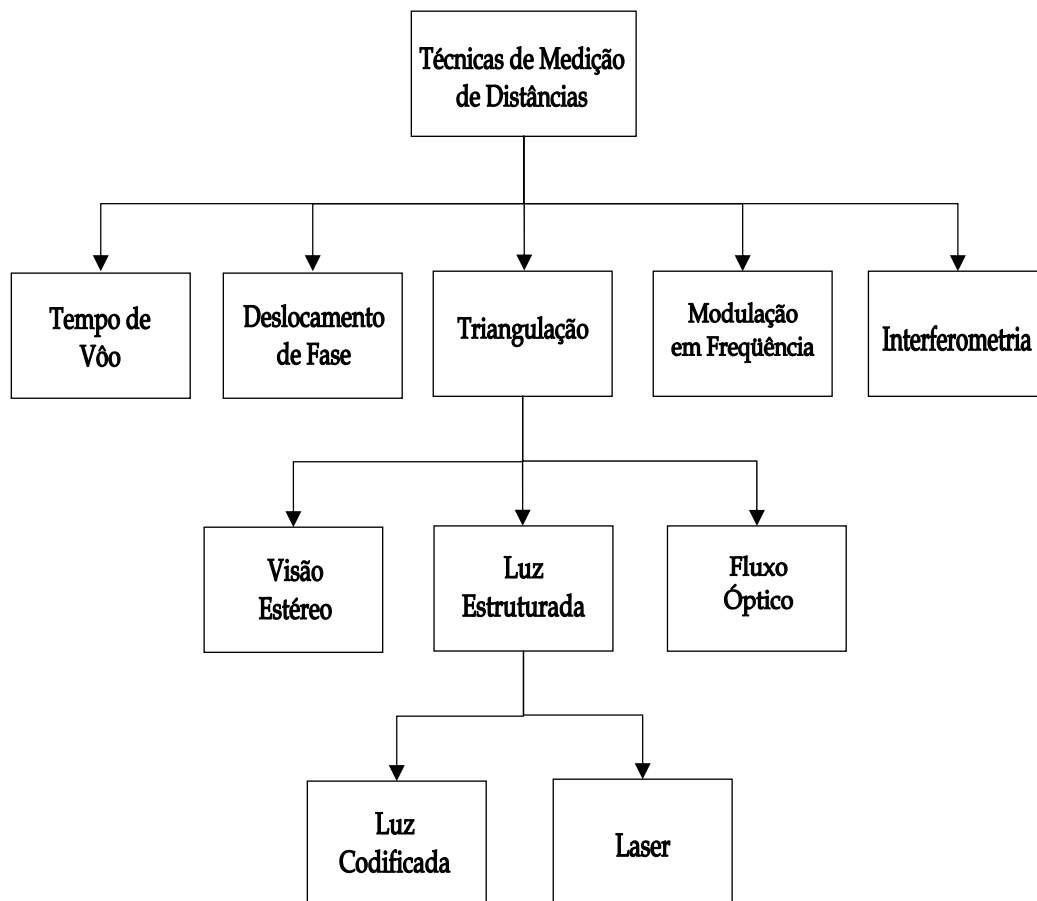 Técnicas de Medição
de Distâncias
Tempo de
Vôo
Deslocamento
de Fase
Triangulação
Modulação
em Freqüência
Interferometria
Visão
Estéreo
Luz
Estruturada
Fluxo
Óptico
Luz
Codificada
Laser